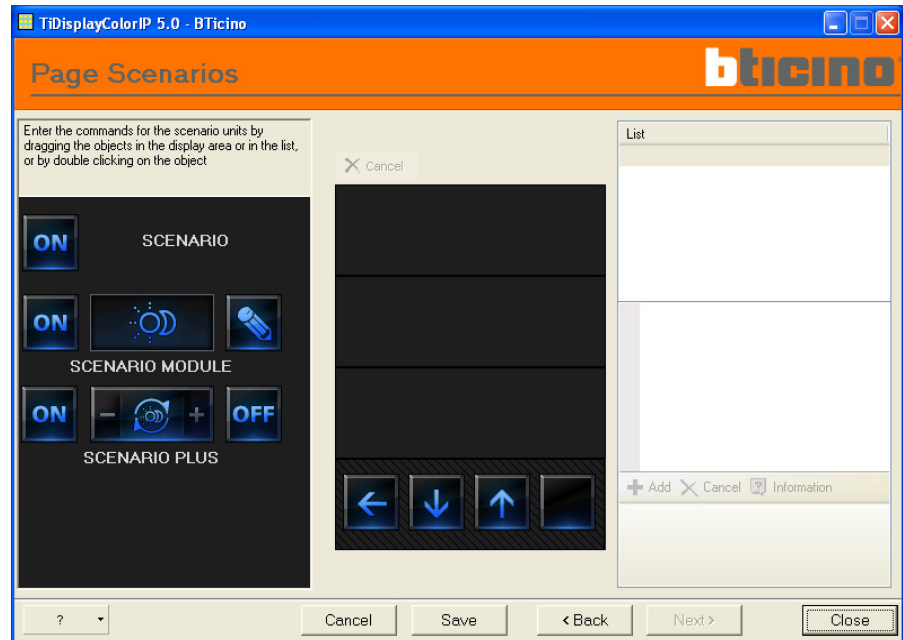 TiDisplayColorIP 5.0 - BTicino
Page Scenarios
bticino
Enter the commands for the scenario units by
dragging the objects in the display area or in the list,
or by double clicking on the object
ON
SCENARIO
ON
SCENARIO MODULE
ON
- +
OFF
SCENARIO PLUS
Cancel
List
Add Cancel Information
?
Cancel
Save
< Back
Next >
Close